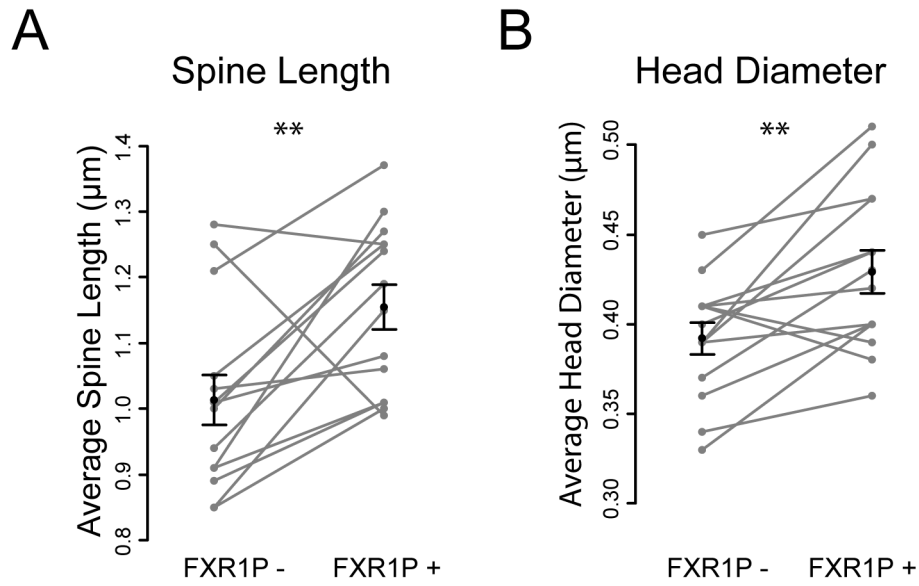 A
Spine Length
**
Average Spine Length (μm)
1.4
1.3
1.2
1.1
1.0
0.9
0.8
FXR1P -
FXR1P +
B
Head Diameter
**
Average Head Diameter (μm)
0.50
0.45
0.40
0.35
0.30
FXR1P -
FXR1P +